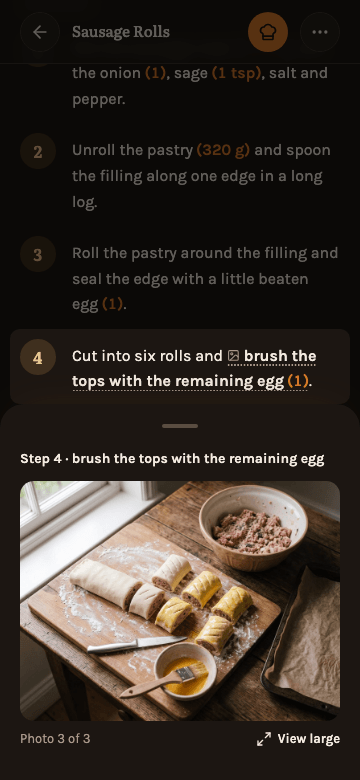 Sausage Rolls
the onion (1), sage (1 tsp), salt and
pepper.
2
Unroll the pastry (320 g) and spoon
the filling along one edge in a long
log.
3
Roll the pastry around the filling and
seal the edge with a little beaten
egg (1).
4
Cut into six rolls and brush the
tops with the remaining egg (1).
Step 4 · brush the tops with the remaining egg
Photo 3 of 3
View large